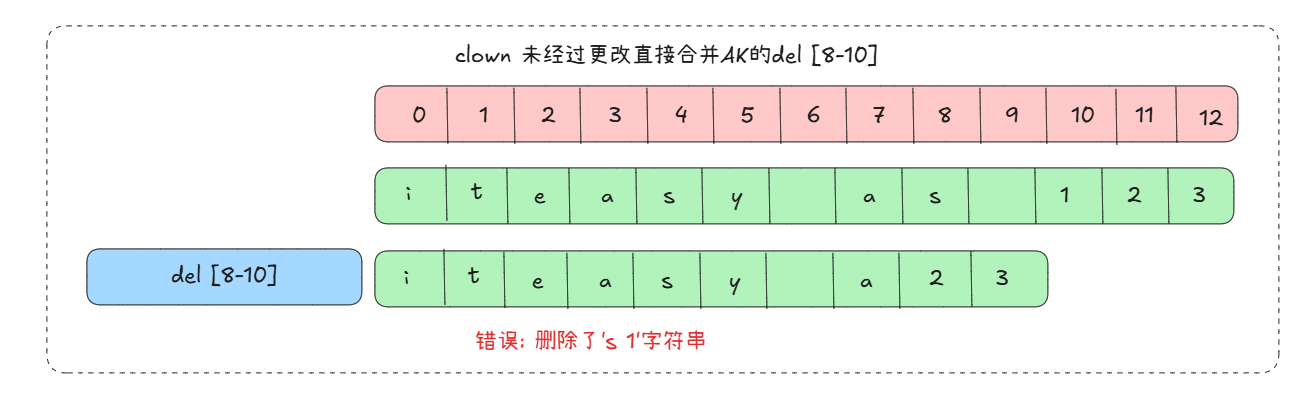 clown 未经过更改直接合并AK的del [8-10]
0 1 2 3 4 5 6 7 8 9 10 11 12
i t e a s y a s 1 2 3
del [8-10] i t e a s y a 2 3
错误: 删除了's 1'字符串